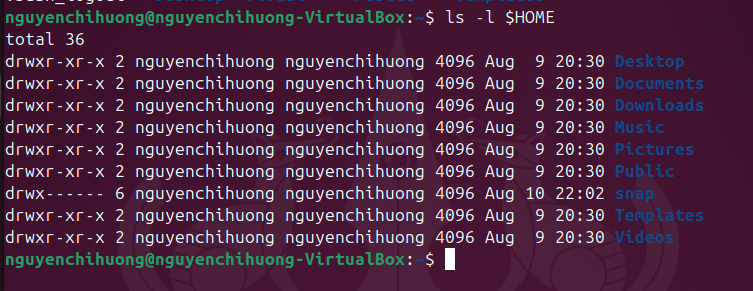 nguyenchihuong@nguyenchihuong-VirtualBox:~$ ls -l $HOME
total 36
drwxr-xr-x 2 nguyenchihuong nguyenchihuong 4096 Aug  9 20:30 Desktop
drwxr-xr-x 2 nguyenchihuong nguyenchihuong 4096 Aug  9 20:30 Documents
drwxr-xr-x 2 nguyenchihuong nguyenchihuong 4096 Aug  9 20:30 Downloads
drwxr-xr-x 2 nguyenchihuong nguyenchihuong 4096 Aug  9 20:30 Music
drwxr-xr-x 2 nguyenchihuong nguyenchihuong 4096 Aug  9 20:30 Pictures
drwxr-xr-x 2 nguyenchihuong nguyenchihuong 4096 Aug  9 20:30 Public
drwx------ 6 nguyenchihuong nguyenchihuong 4096 Aug 10 22:02 snap
drwxr-xr-x 2 nguyenchihuong nguyenchihuong 4096 Aug  9 20:30 Templates
drwxr-xr-x 2 nguyenchihuong nguyenchihuong 4096 Aug  9 20:30 Videos
nguyenchihuong@nguyenchihuong-VirtualBox:~$